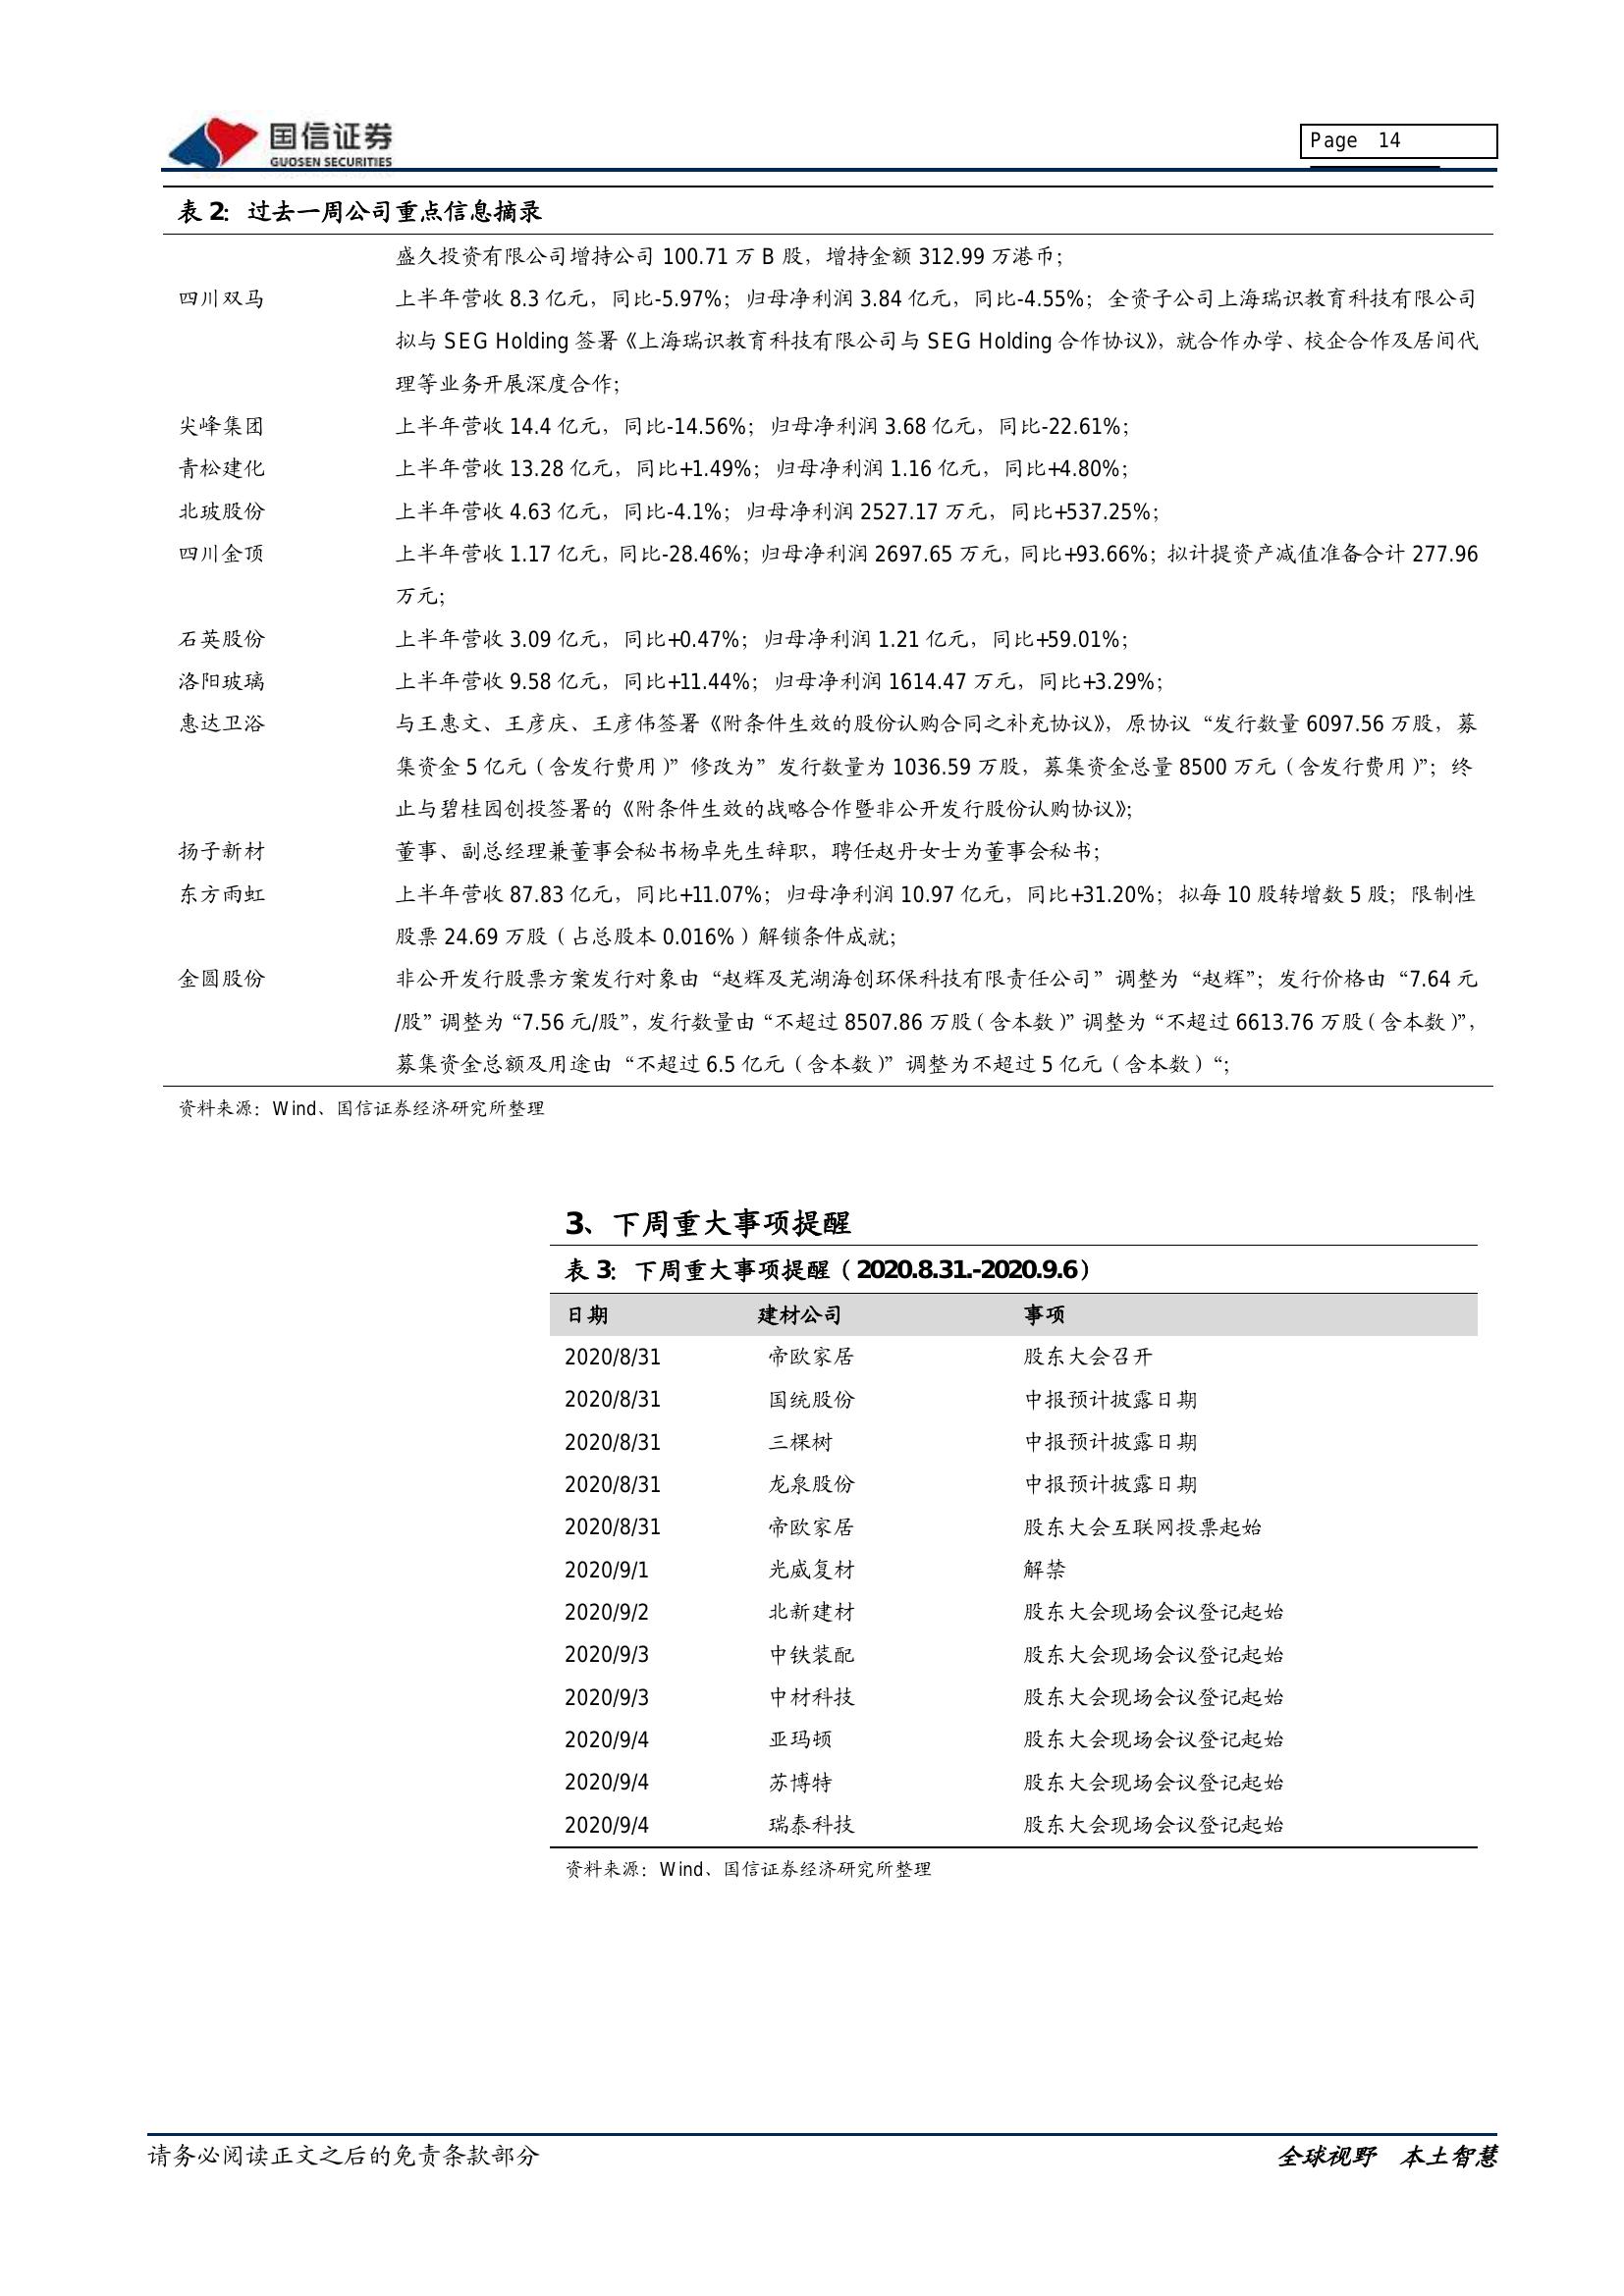 国信证券
GUOSEN SECURITIES
Page 14
表 2：过去一周公司重点信息摘录
盛久投资有限公司增持公司 100.71 万 B 股，增持金额 312.99 万港币；
四川双马 上半年营收 8.3 亿元，同比-5.97%；归母净利润 3.84 亿元，同比-4.55%；全资子公司上海瑞识教育科技有限公司
拟与 SEG Holding 签署《上海瑞识教育科技有限公司与 SEG Holding 合作协议》，就合作办学、校企合作及居间代
理等业务开展深度合作；
尖峰集团 上半年营收 14.4 亿元，同比-14.56%；归母净利润 3.68 亿元，同比-22.61%；
青松建化 上半年营收 13.28 亿元，同比+1.49%；归母净利润 1.16 亿元，同比+4.80%；
北玻股份 上半年营收 4.63 亿元，同比-4.1%；归母净利润 2527.17 万元，同比+537.25%；
四川金顶 上半年营收 1.17 亿元，同比-28.46%；归母净利润 2697.65 万元，同比+93.66%；拟计提资产减值准备合计 277.96
万元；
石英股份 上半年营收 3.09 亿元，同比+0.47%；归母净利润 1.21 亿元，同比+59.01%；
洛阳玻璃 上半年营收 9.58 亿元，同比+11.44%；归母净利润 1614.47 万元，同比+3.29%；
惠达卫浴 与王惠文、王彦庆、王彦伟签署《附条件生效的股份认购合同之补充协议》，原协议“发行数量 6097.56 万股，募
集资金 5 亿元（含发行费用）”修改为”发行数量为 1036.59 万股，募集资金总量 8500 万元（含发行费用）”；终
止与碧桂园创投签署的《附条件生效的战略合作暨非公开发行股份认购协议》；
扬子新材 董事、副总经理兼董事会秘书杨卓先生辞职，聘任赵丹女士为董事会秘书；
东方雨虹 上半年营收 87.83 亿元，同比+11.07%；归母净利润 10.97 亿元，同比+31.20%；拟每 10 股转增数 5 股；限制性
股票 24.69 万股（占总股本 0.016%）解锁条件成就；
金圆股份 非公开发行股票方案发行对象由“赵辉及芜湖海创环保科技有限责任公司”调整为“赵辉”；发行价格由“7.64 元
/股”调整为“7.56 元/股”，发行数量由“不超过 8507.86 万股（含本数）”调整为“不超过 6613.76 万股（含本数）”，
募集资金总额及用途由“不超过 6.5 亿元（含本数）”调整为不超过 5 亿元（含本数）“；
资料来源：Wind、国信证券经济研究所整理
3、下周重大事项提醒
表 3：下周重大事项提醒（2020.8.31.-2020.9.6）
日期 建材公司 事项
2020/8/31 帝欧家居 股东大会召开
2020/8/31 国统股份 中报预计披露日期
2020/8/31 三棵树 中报预计披露日期
2020/8/31 龙泉股份 中报预计披露日期
2020/8/31 帝欧家居 股东大会互联网投票起始
2020/9/1 光威复材 解禁
2020/9/2 北新建材 股东大会现场会议登记起始
2020/9/3 中铁装配 股东大会现场会议登记起始
2020/9/3 中材科技 股东大会现场会议登记起始
2020/9/4 亚玛顿 股东大会现场会议登记起始
2020/9/4 苏博特 股东大会现场会议登记起始
2020/9/4 瑞泰科技 股东大会现场会议登记起始
资料来源：Wind、国信证券经济研究所整理
请务必阅读正文之后的免责条款部分 全球视野 本土智慧